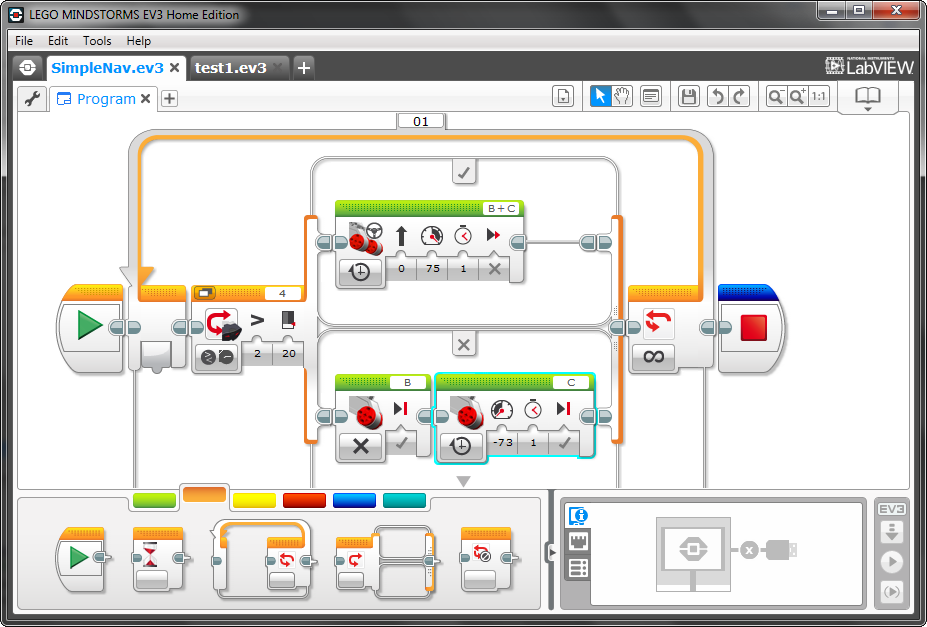 LEGO MINDSTORMS EV3 Home Edition
File Edit Tools Help
SimpleNav.ev3 test1.ev3
NATIONAL INSTRUMENTS
LabVIEW
Program
1:1
01
B + C
0 75 1
4
2 20
B C
-73 1
EV3